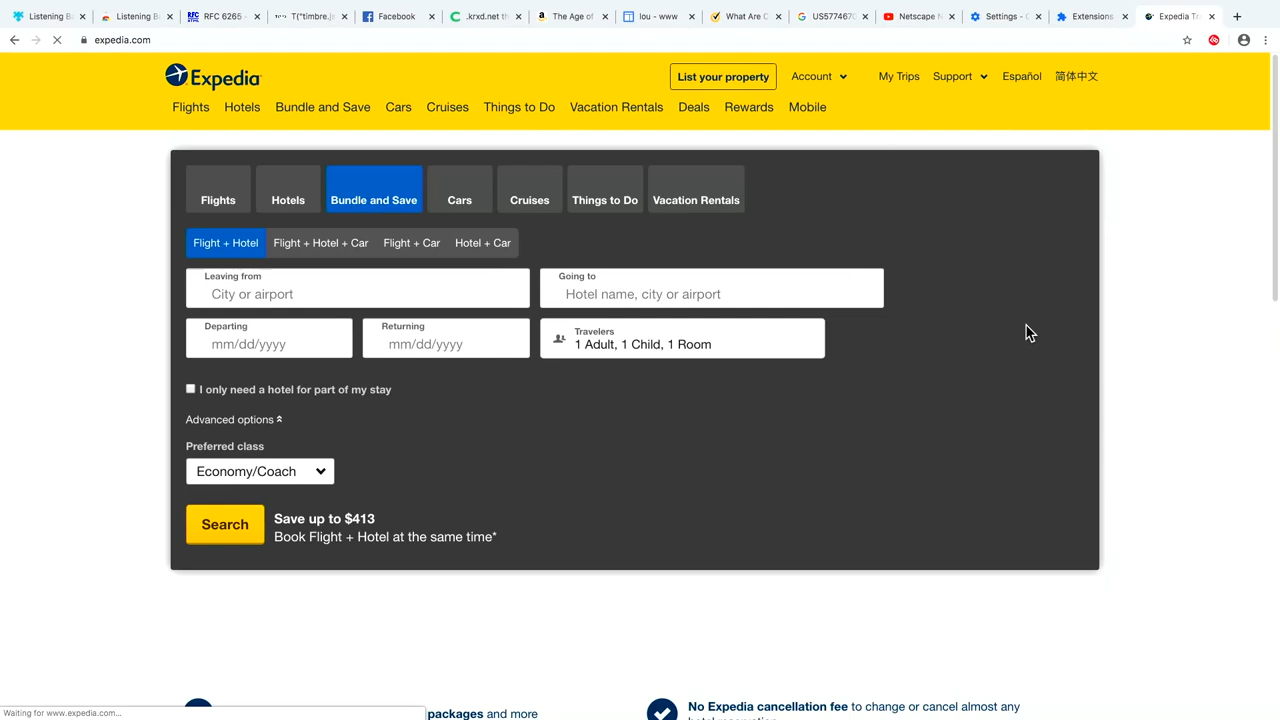 Listening Ba
Listening Ba
RFC 6265 -
T("timbre.je
Facebook
.krxd.net th
The Age of
lou - www
What Are C
US5774670
Netscape N
Settings - C
Extensions
Expedia Tra
expedia.com
Expedia
List your property
Account
My Trips
Support
Español
简体中文
Flights
Hotels
Bundle and Save
Cars
Cruises
Things to Do
Vacation Rentals
Deals
Rewards
Mobile
Flights
Hotels
Bundle and Save
Cars
Cruises
Things to Do
Vacation Rentals
Flight + Hotel
Flight + Hotel + Car
Flight + Car
Hotel + Car
Leaving from
City or airport
Going to
Hotel name, city or airport
Departing
mm/dd/yyyy
Returning
mm/dd/yyyy
Travelers
1 Adult, 1 Child, 1 Room
I only need a hotel for part of my stay
Advanced options
Preferred class
Economy/Coach
Search
Save up to $413
Book Flight + Hotel at the same time*
packages and more
No Expedia cancellation fee to change or cancel almost any
Waiting for www.expedia.com...